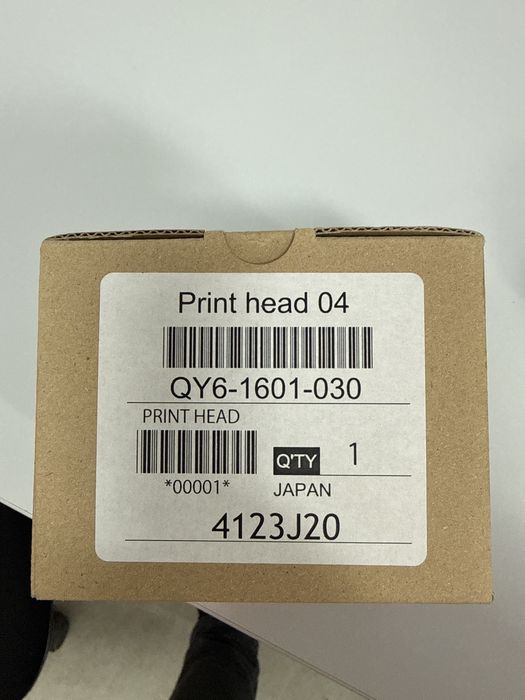 Print head 04
QY6-1601-030
PRINT HEAD
Q'TY 1
*00001* JAPAN
4123J20